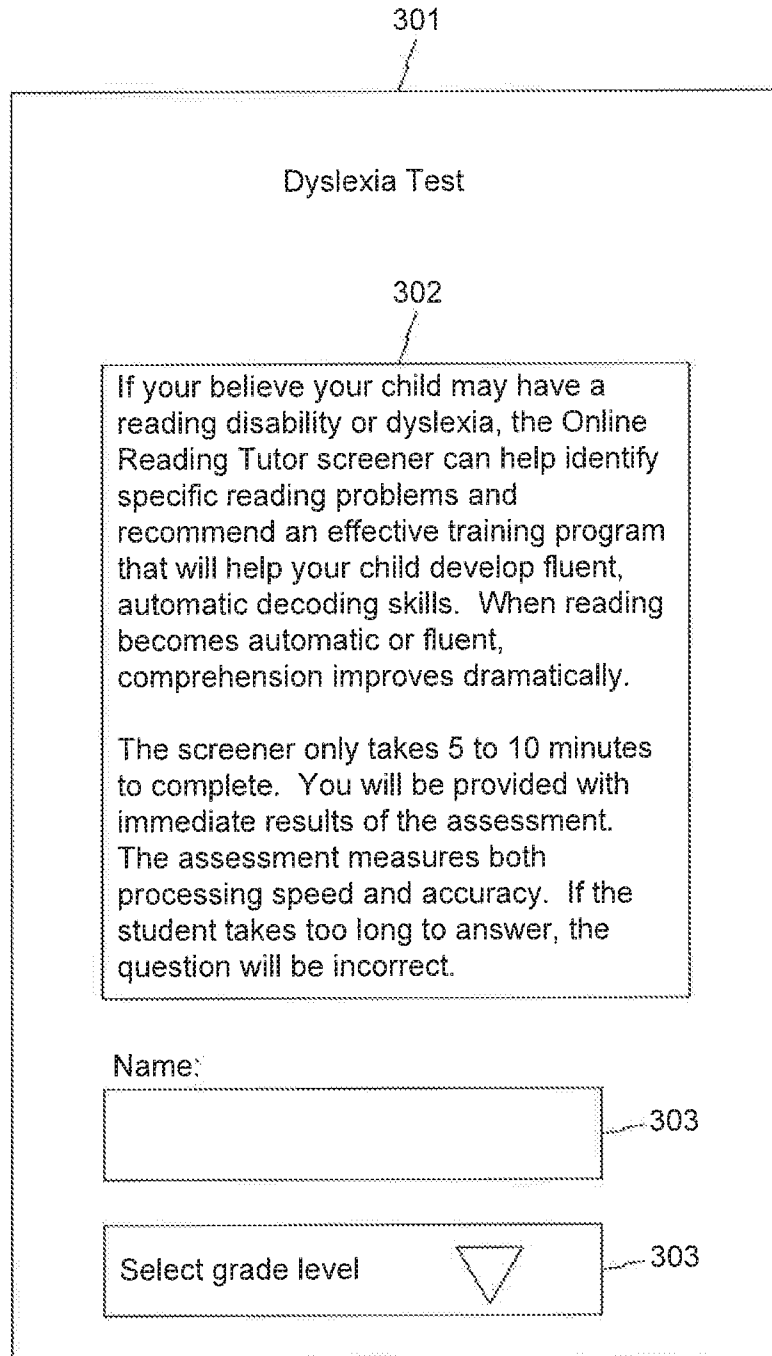 301
Dyslexia Test
302
If your believe your child may have a
reading disability or dyslexia, the Online
Reading Tutor screener can help identify
specific reading problems and
recommend an effective training program
that will help your child develop fluent,
automatic decoding skills. When reading
becomes automatic or fluent,
comprehension improves dramatically.
The screener only takes 5 to 10 minutes
to complete. You will be provided with
immediate results of the assessment.
The assessment measures both
processing speed and accuracy. If the
student takes too long to answer, the
question will be incorrect.
Name:
303
Select grade level
303